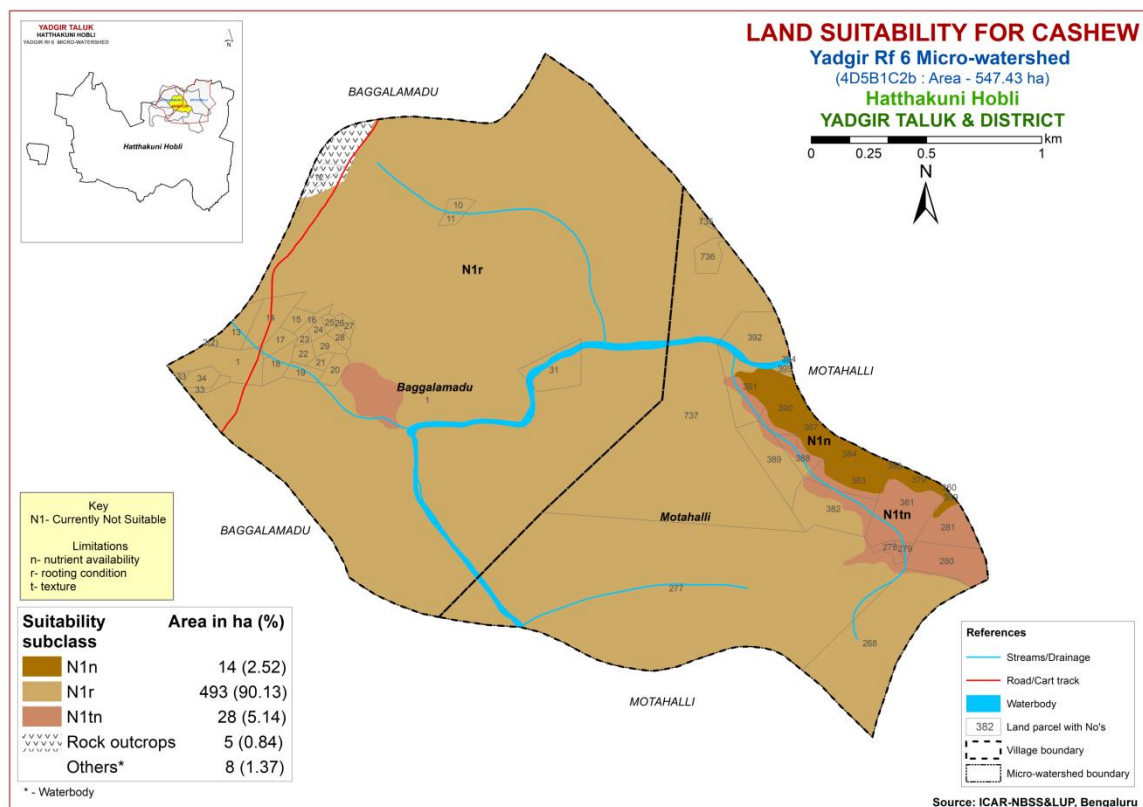 YADGIR TALUK
HATTHAKUNI HOBLI
YADGIR RF 6 MICRO-WATERSHED
N
Hatthakuni Hobli
LAND SUITABILITY FOR CASHEW
Yadgir Rf 6 Micro-watershed
(4D5B1C2b : Area - 547.43 ha)
Hatthakuni Hobli
YADGIR TALUK & DISTRICT
km
0 0.25 0.5 1
N
BAGGALAMADU
10
11
N1r
736
14
15 16 25 26 27
13
24
17 23 28
22 29
1 18 21
19 20
33 34
33
31
Baggalamadu
1
392
MOTAHALLI
391
390
737
387
N1n
384
389 388
383
382
381
N1tn
281
278 279
280
Motahalli
277
268
BAGGALAMADU
MOTAHALLI
Key
N1- Currently Not Suitable
Limitations
n- nutrient availability
r- rooting condition
t- texture
Suitability subclass Area in ha (%)
N1n 14 (2.52)
N1r 493 (90.13)
N1tn 28 (5.14)
Rock outcrops 5 (0.84)
Others* 8 (1.37)
* - Waterbody
References
Streams/Drainage
Road/Cart track
Waterbody
382 Land parcel with No's
Village boundary
Micro-watershed boundary
Source: ICAR-NBSS&LUP, Bengaluru